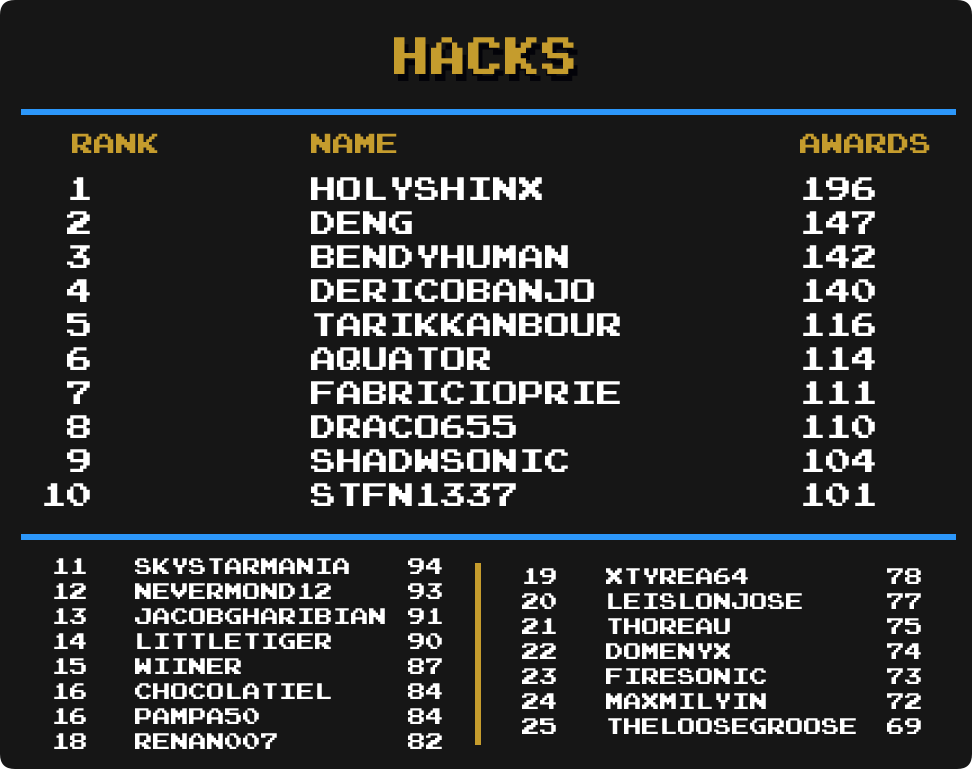 HACKS
RANK NAME AWARDS
1 HOLYSHINX 196
2 DENG 147
3 BENDYHUMAN 142
4 DERICOBANJO 140
5 TARIKKANBOUR 116
6 AQUATOR 114
7 FABRICIOPRIE 111
8 DRACO655 110
9 SHADWSONIC 104
10 STFN1337 101
11 SKYSTARMANIA 94
12 NEVERMOND12 93
13 JACOBGHARIBIAN 91
14 LITTLETIGER 90
15 WIINER 87
16 CHOCOLATIEL 84
16 PAMPA50 84
18 RENAN007 82
19 XTYREA64 78
20 LEISLONJOSE 77
21 THOREAU 75
22 DOMENYX 74
23 FIRESONIC 73
24 MAXMILYIN 72
25 THELOOSEGROOSE 69